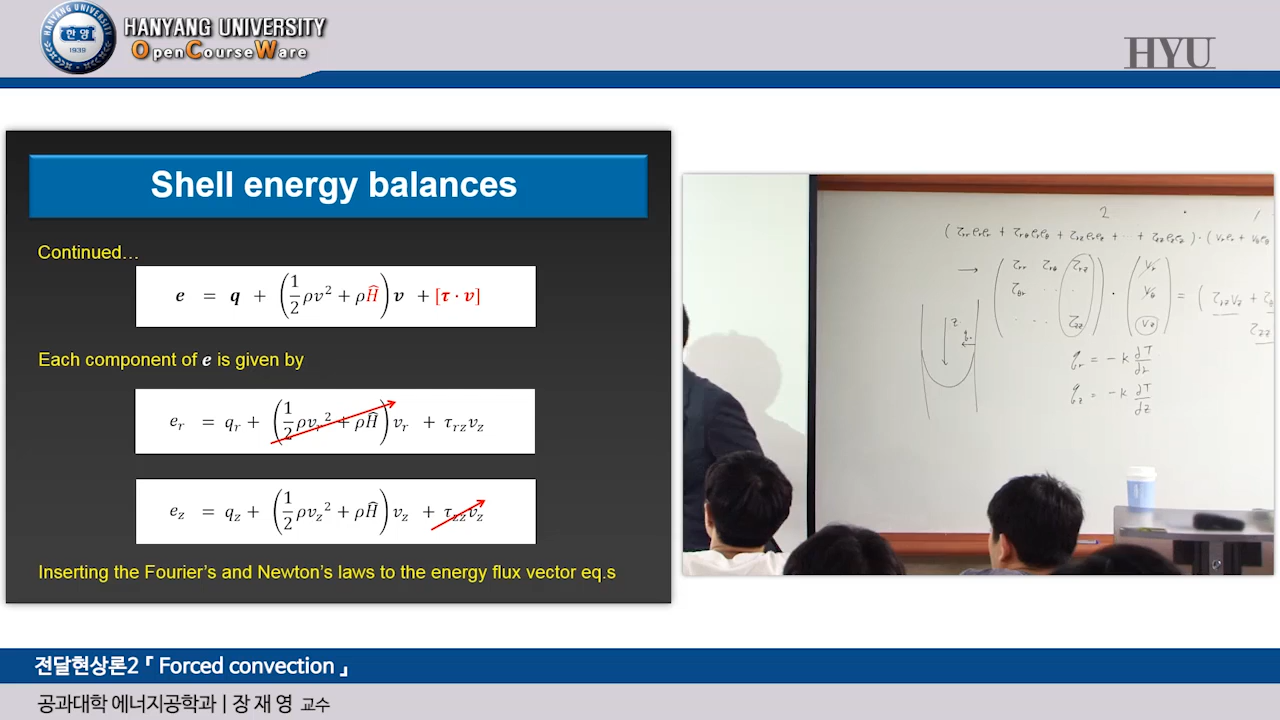 HANYANG UNIVERSITY
OpenCourseWare
한양
1939
HYU
Shell energy balances
Continued…
e = q + (1/2 ρv² + ρĤ) v + [τ · v]
Each component of e is given by
e_r = q_r + (1/2 ρv_r² + ρĤ) v_r + τ_rz v_z
e_z = q_z + (1/2 ρv_z² + ρĤ) v_z + τ_zz v_z
Inserting the Fourier's and Newton's laws to the energy flux vector eq.s
z
q_r = -k dT/dr
q_z = -k dT/dz
전달현상론2「 Forced convection 」
공과대학 에너지공학과 | 장 재 영 교수